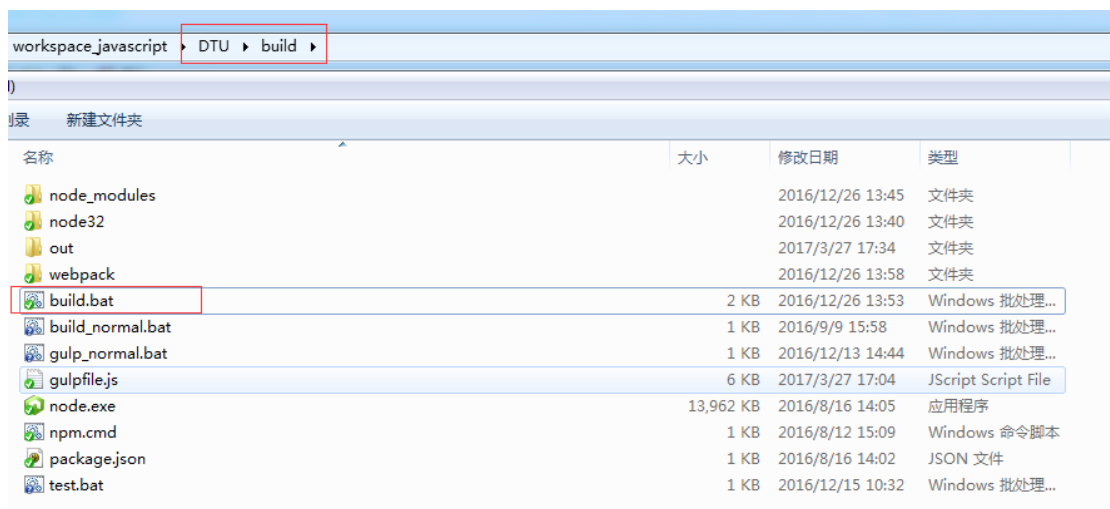 workspace_javascript ▸ DTU ▸ build ▸
)
录 新建文件夹
名称 大小 修改日期 类型
node_modules 2016/12/26 13:45 文件夹
node32 2016/12/26 13:40 文件夹
out 2017/3/27 17:34 文件夹
webpack 2016/12/26 13:58 文件夹
build.bat 2 KB 2016/12/26 13:53 Windows 批处理...
build_normal.bat 1 KB 2016/9/9 15:58 Windows 批处理...
gulp_normal.bat 1 KB 2016/12/13 14:44 Windows 批处理...
gulpfile.js 6 KB 2017/3/27 17:04 JScript Script File
node.exe 13,962 KB 2016/8/16 14:05 应用程序
npm.cmd 1 KB 2016/8/12 15:09 Windows 命令脚本
package.json 1 KB 2016/8/16 14:02 JSON 文件
test.bat 1 KB 2016/12/15 10:32 Windows 批处理...